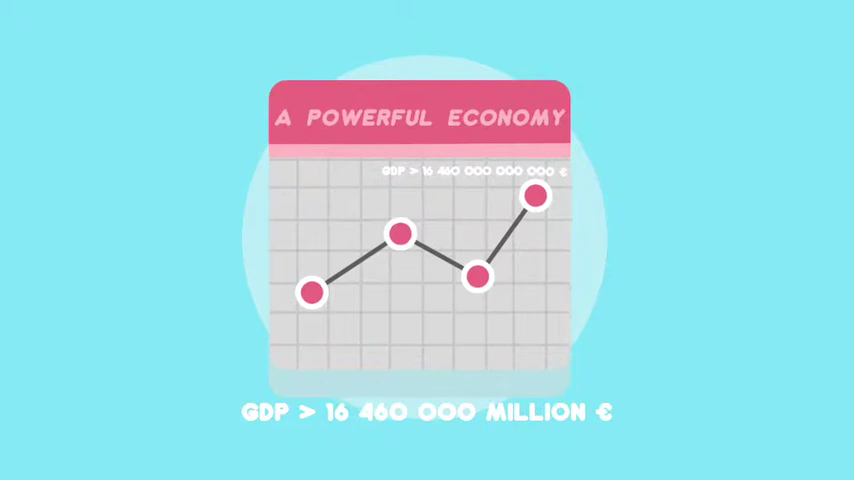 A POWERFUL ECONOMY
GDP > 16 460 000 000 000 €
GDP > 16 460 000 MILLION €